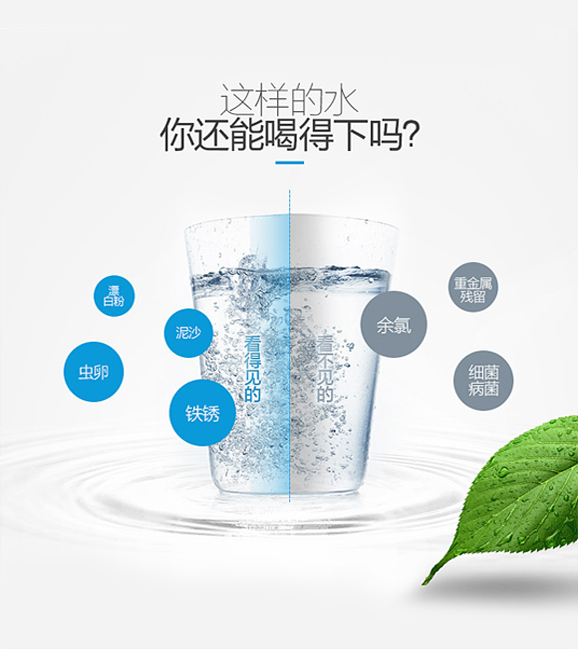 这样的水
你还能喝得下吗?
漂
白粉
泥沙
虫卵
铁锈
看得见的
看不见的
余氯
重金属
残留
细菌
病菌